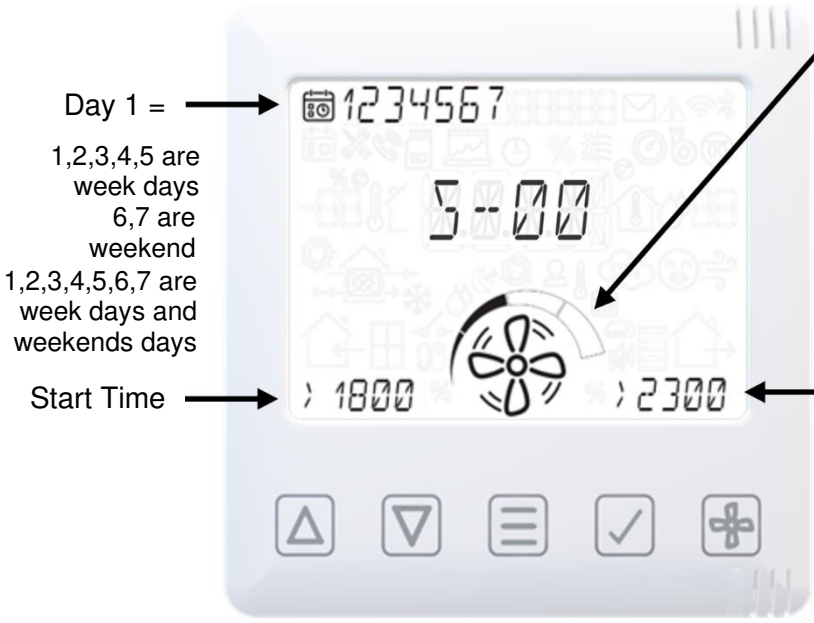 Day 1 =
1234567
1,2,3,4,5 are
week days
6,7 are
weekend
1,2,3,4,5,6,7 are
week days and
weekends days
S-00
Start Time
1800
%
%
2300